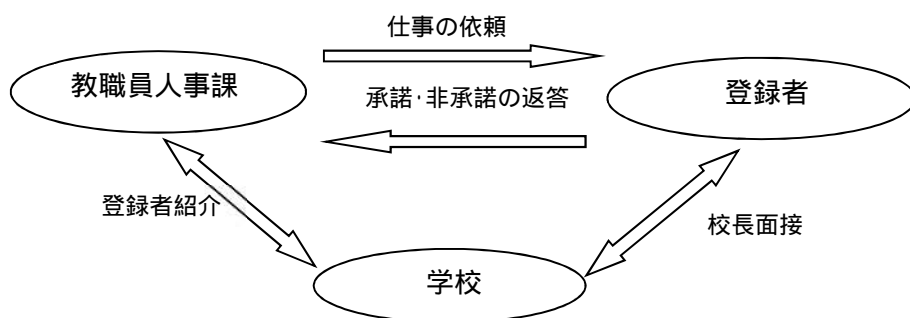 仕事の依頼
教職員人事課
登録者
承諾・非承諾の返答
登録者紹介
校長面接
学校